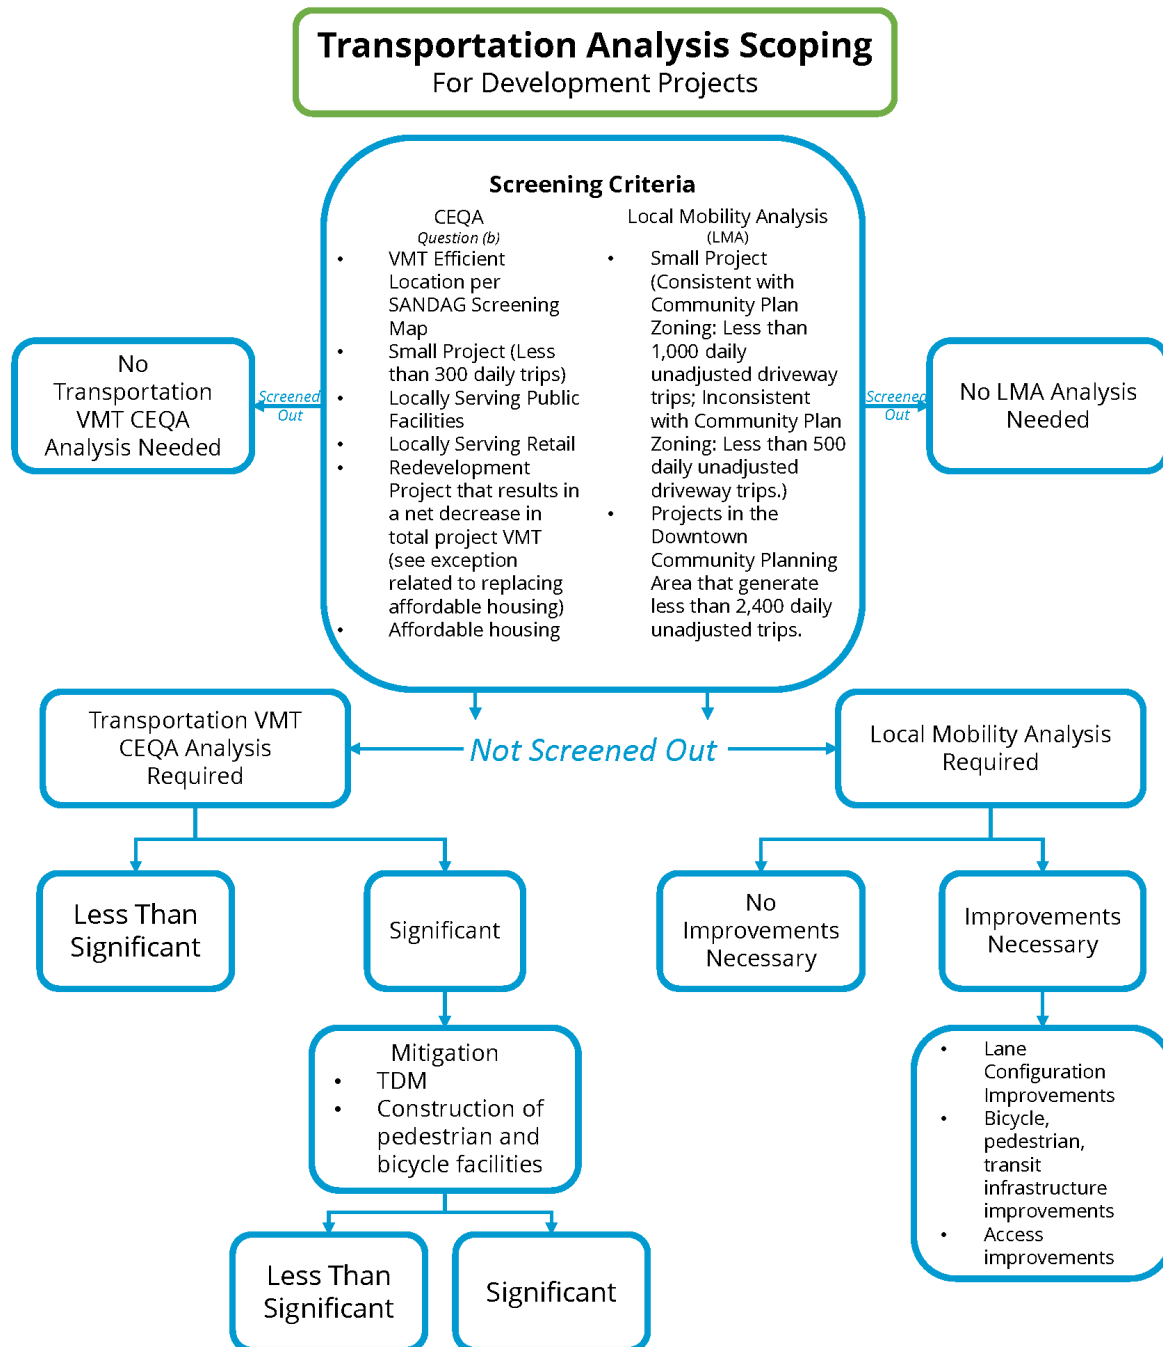 Transportation Analysis Scoping
For Development Projects
Screening Criteria
CEQA
Question (b)
• VMT Efficient
Location per
SANDAG Screening
Map
• Small Project (Less
than 300 daily trips)
• Locally Serving Public
Facilities
• Locally Serving Retail
• Redevelopment
Project that results in
a net decrease in
total project VMT
(see exception
related to replacing
affordable housing)
• Affordable housing
Local Mobility Analysis
(LMA)
• Small Project
(Consistent with
Community Plan
Zoning: Less than
1,000 daily
unadjusted driveway
trips; Inconsistent
with Community Plan
Zoning: Less than 500
daily unadjusted
driveway trips.)
• Projects in the
Downtown
Community Planning
Area that generate
less than 2,400 daily
unadjusted trips.
Screened
Out
No
Transportation
VMT CEQA
Analysis Needed
Screened
Out
No LMA Analysis
Needed
Not Screened Out
Transportation VMT
CEQA Analysis
Required
Local Mobility Analysis
Required
Less Than
Significant
Significant
No
Improvements
Necessary
Improvements
Necessary
Mitigation
• TDM
• Construction of
pedestrian and
bicycle facilities
• Lane
Configuration
Improvements
• Bicycle,
pedestrian,
transit
infrastructure
improvements
• Access
improvements
Less Than
Significant
Significant